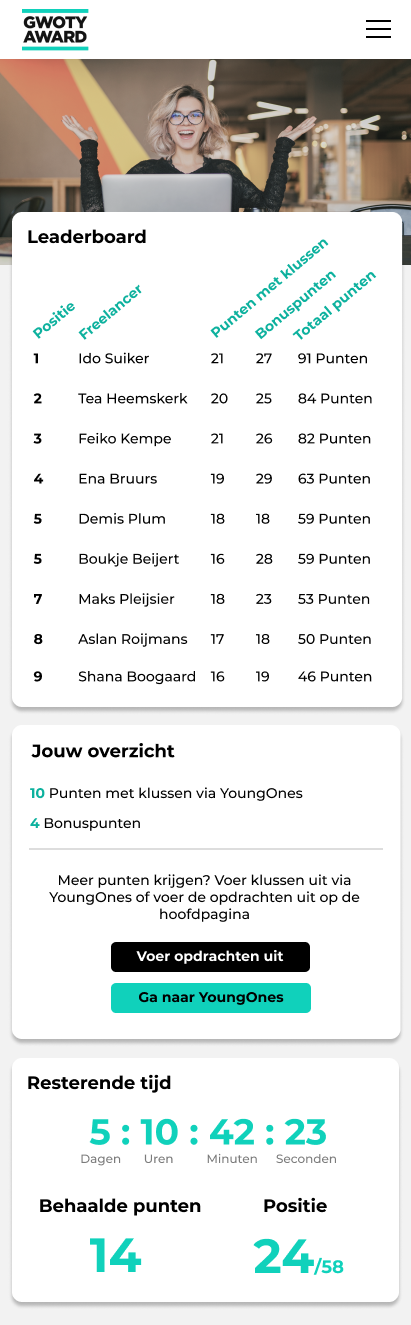 GWOTY
AWARD
Leaderboard
Positie Freelancer Punten met klussen Bonuspunten Totaal punten
1 Ido Suiker 21 27 91 Punten
2 Tea Heemskerk 20 25 84 Punten
3 Feiko Kempe 21 26 82 Punten
4 Ena Bruurs 19 29 63 Punten
5 Demis Plum 18 18 59 Punten
5 Boukje Beijert 16 28 59 Punten
7 Maks Pleijsier 18 23 53 Punten
8 Aslan Roijmans 17 18 50 Punten
9 Shana Boogaard 16 19 46 Punten
Jouw overzicht
10 Punten met klussen via YoungOnes
4 Bonuspunten
Meer punten krijgen? Voer klussen uit via
YoungOnes of voer de opdrachten uit op de
hoofdpagina
Voer opdrachten uit
Ga naar YoungOnes
Resterende tijd
5 : 10 : 42 : 23
Dagen Uren Minuten Seconden
Behaalde punten Positie
14 24/58